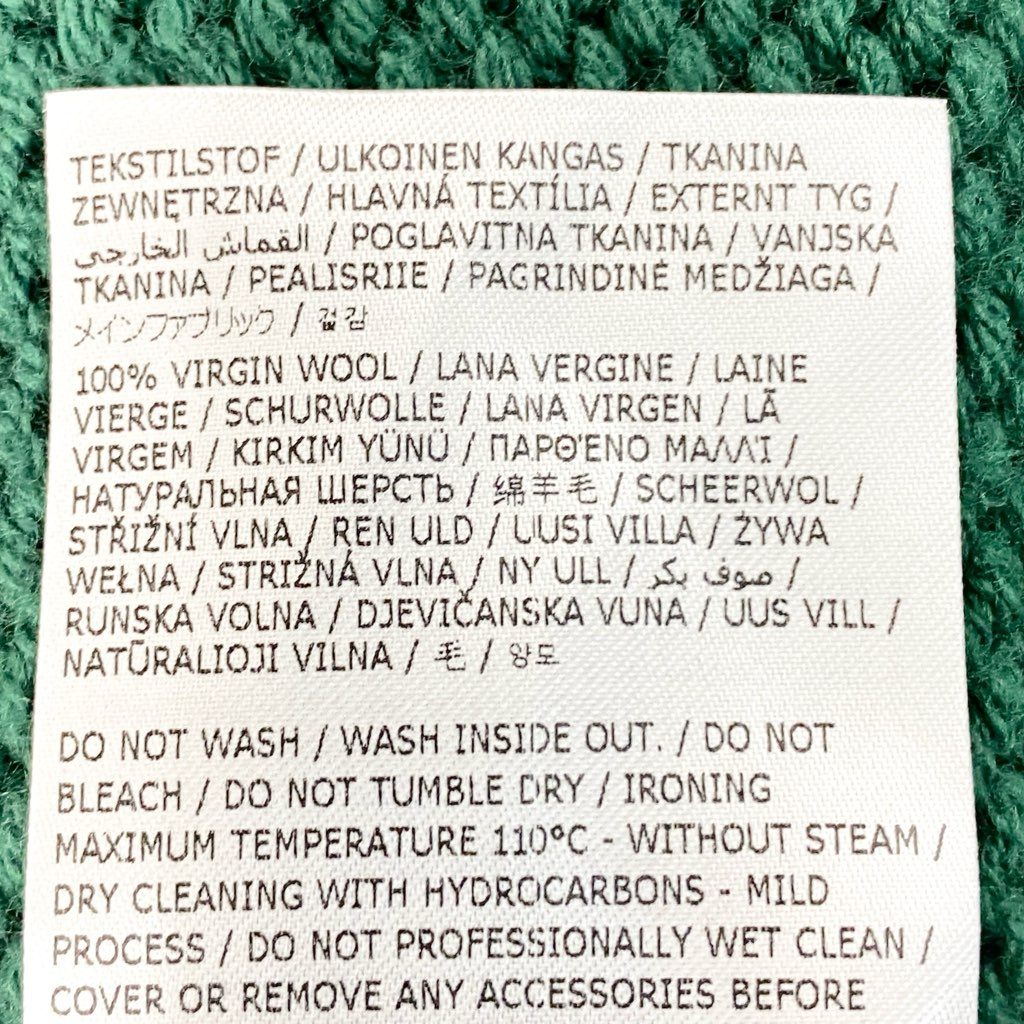 TEKSTILSTOF / ULKOINEN KANGAS / TKANINA
ZEWNĘTRZNA / HLAVNÁ TEXTÍLIA / EXTERNT TYG /
القماش الخارجي / POGLAVITNA TKANINA / VANJSKA
TKANINA / PEALISRIIE / PAGRINDINĖ MEDŽIAGA /
メインファブリック / 겉감
100% VIRGIN WOOL / LANA VERGINE / LAINE
VIERGE / SCHURWOLLE / LANA VIRGEN / LÃ
VIRGEM / KIRKIM YÜNÜ / ΠΑΡΘΈΝΟ ΜΑΛΛΊ /
НАТУРАЛЬНАЯ ШЕРСТЬ / 绵羊毛 / SCHEERWOL /
STŘIŽNÍ VLNA / REN ULD / UUSI VILLA / ŻYWA
WEŁNA / STRIŽNÁ VLNA / NY ULL / صوف بكر /
RUNSKA VOLNA / DJEVIČANSKA VUNA / UUS VILL /
NATŪRALIOJI VILNA / 毛 / 양모
DO NOT WASH / WASH INSIDE OUT. / DO NOT
BLEACH / DO NOT TUMBLE DRY / IRONING
MAXIMUM TEMPERATURE 110°C - WITHOUT STEAM /
DRY CLEANING WITH HYDROCARBONS - MILD
PROCESS / DO NOT PROFESSIONALLY WET CLEAN /
COVER OR REMOVE ANY ACCESSORIES BEFORE